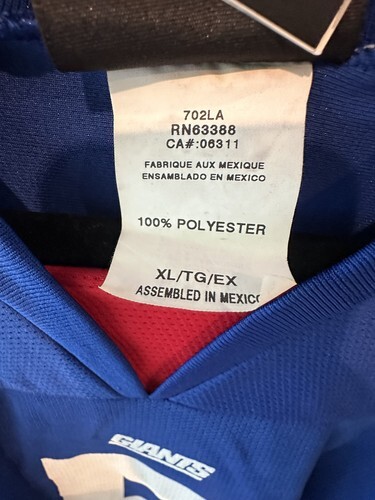 702LA
RN63388
CA#:06311
FABRIQUE AUX MEXIQUE
ENSAMBLADO EN MEXICO
100% POLYESTER
XL/TG/EX
ASSEMBLED IN MEXICO
GIANTS